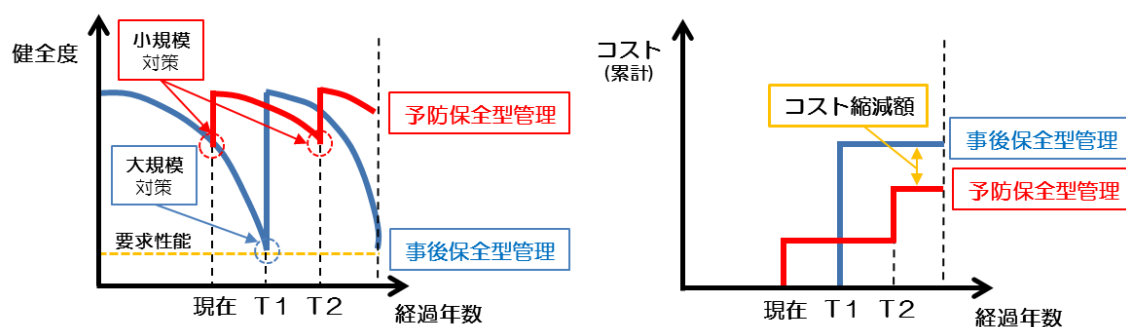 健全度
小規模
対策
予防保全型管理
大規模
対策
要求性能
事後保全型管理
現在
T1
T2
経過年数
コスト
(累計)
コスト縮減額
事後保全型管理
予防保全型管理
現在
T1
T2
経過年数